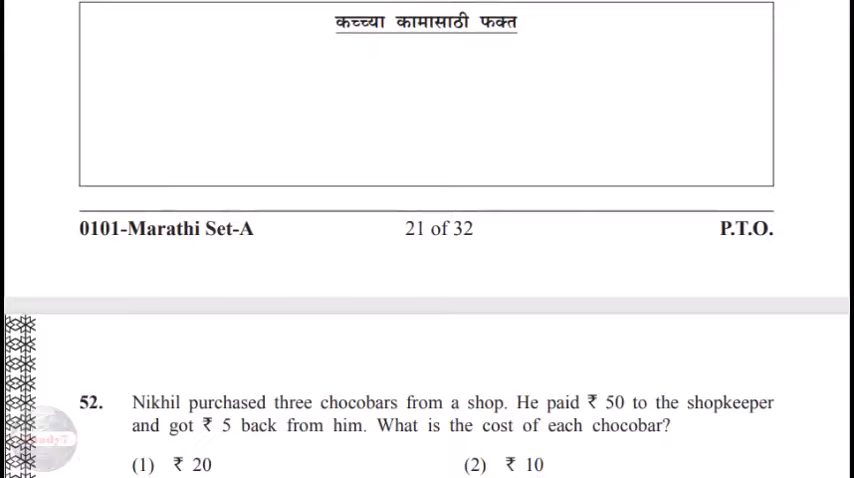 कच्च्या कामासाठी फक्त
0101-Marathi Set-A 21 of 32 P.T.O.
52. Nikhil purchased three chocobars from a shop. He paid ₹ 50 to the shopkeeper
and got ₹ 5 back from him. What is the cost of each chocobar?
(1) ₹ 20 (2) ₹ 10